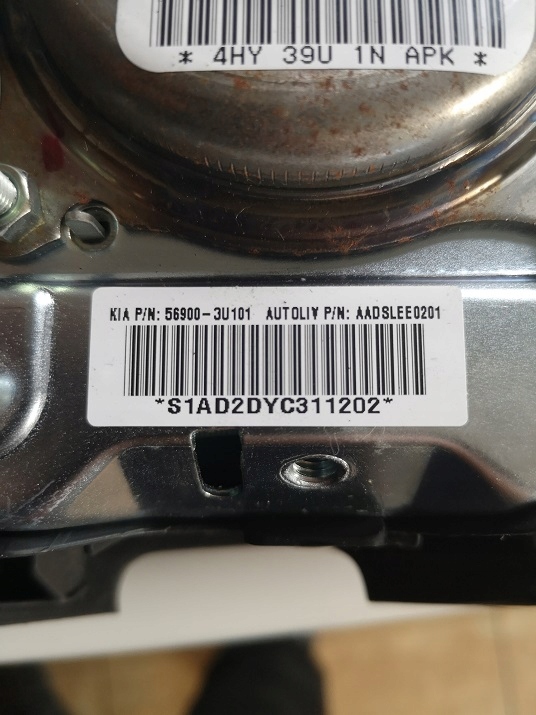 * 4HY 39U 1N APK *
KIA P/N: 56900-3U101 AUTOLIV P/N: AADSLEE0201
*S1AD2DYC311202*